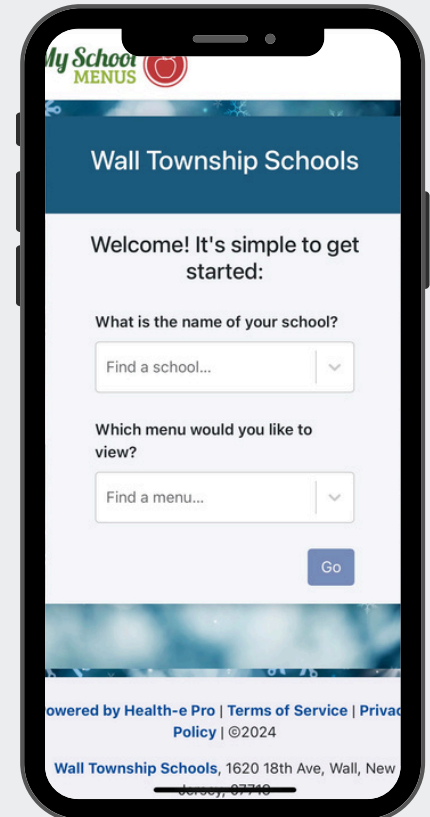 My School
MENUS
Wall Township Schools
Welcome! It's simple to get
started:
What is the name of your school?
Find a school...
Which menu would you like to
view?
Find a menu...
Go
owered by Health-e Pro | Terms of Service | Privac
Policy | ©2024
Wall Township Schools, 1620 18th Ave, Wall, New
Jersey, 07719